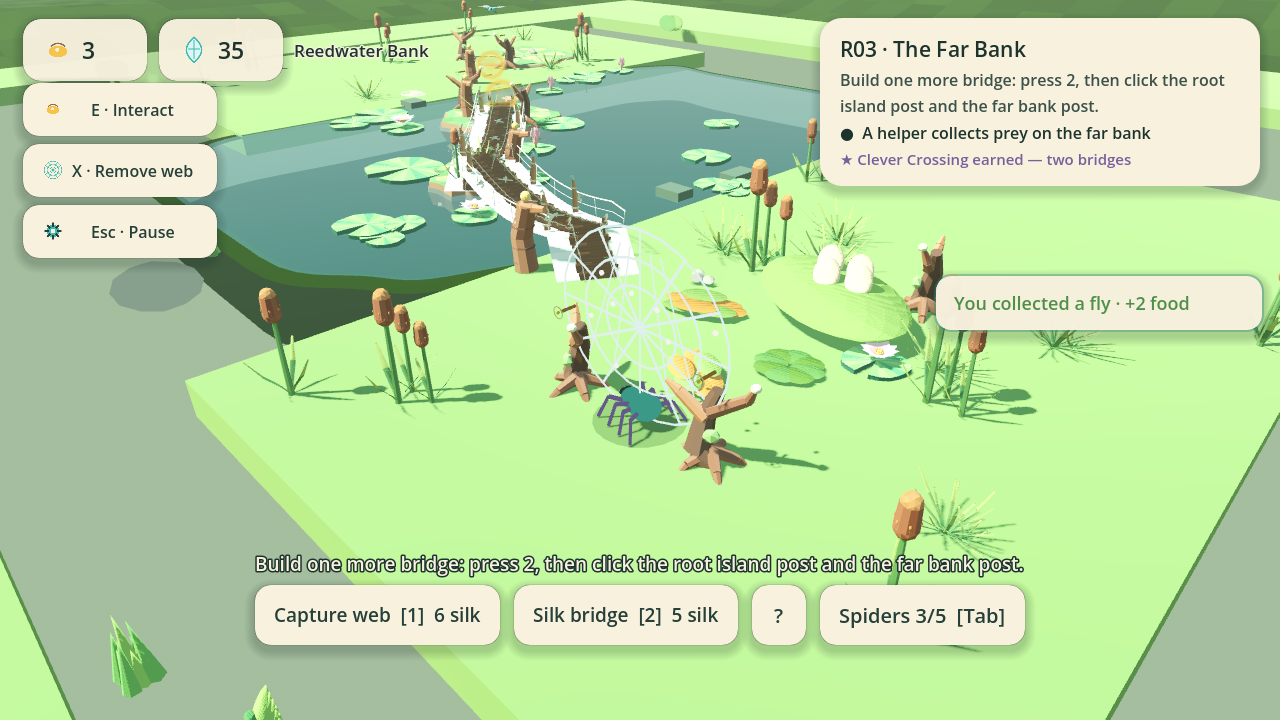 3
35
Reedwater Bank
E · Interact
X · Remove web
Esc · Pause
R03 · The Far Bank
Build one more bridge: press 2, then click the root
island post and the far bank post.
● A helper collects prey on the far bank
★ Clever Crossing earned — two bridges
You collected a fly · +2 food
Build one more bridge: press 2, then click the root island post and the far bank post.
Capture web [1] 6 silk
Silk bridge [2] 5 silk
?
Spiders 3/5 [Tab]